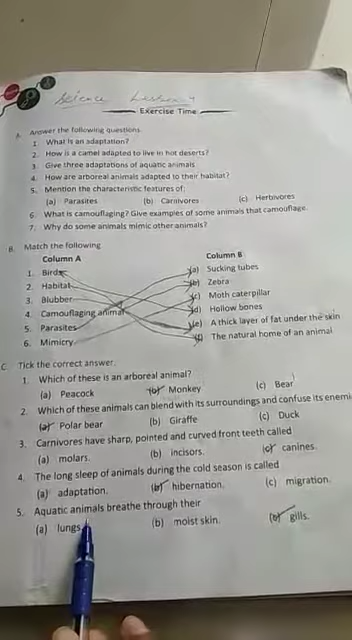 Science Lesson 4
Exercise Time
A. Answer the following questions.
1. What is an adaptation?
2. How is a camel adapted to live in hot deserts?
3. Give three adaptations of aquatic animals.
4. How are arboreal animals adapted to their habitat?
5. Mention the characteristic features of:
(a) Parasites (b) Carnivores (c) Herbivores
6. What is camouflaging? Give examples of some animals that camouflage.
7. Why do some animals mimic other animals?
B. Match the following
Column A Column B
1. Birds (a) Sucking tubes
2. Habitat (b) Zebra
3. Blubber (c) Moth caterpillar
4. Camouflaging animal (d) Hollow bones
5. Parasites (e) A thick layer of fat under the skin
6. Mimicry (f) The natural home of an animal
C. Tick the correct answer.
1. Which of these is an arboreal animal?
(a) Peacock (b) Monkey (c) Bear
2. Which of these animals can blend with its surroundings and confuse its enemi
(a) Polar bear (b) Giraffe (c) Duck
3. Carnivores have sharp, pointed and curved front teeth called
(a) molars. (b) incisors. (c) canines.
4. The long sleep of animals during the cold season is called
(a) adaptation. (b) hibernation. (c) migration.
5. Aquatic animals breathe through their
(a) lungs (b) moist skin. (c) gills.